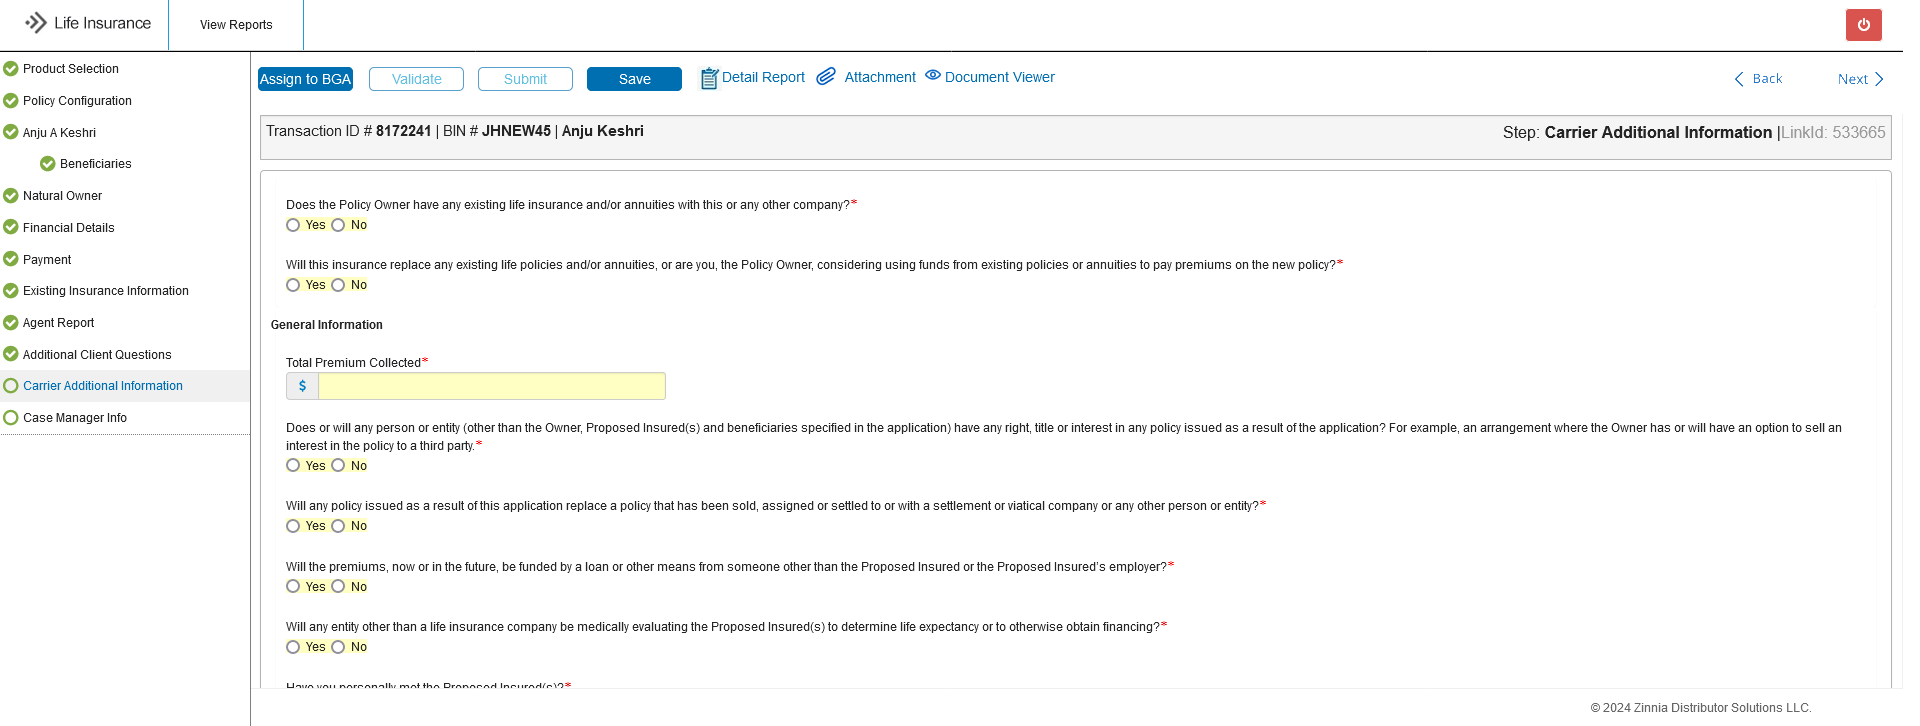 Life Insurance
View Reports
Product Selection
Policy Configuration
Anju A Keshri
Beneficiaries
Natural Owner
Financial Details
Payment
Existing Insurance Information
Agent Report
Additional Client Questions
Carrier Additional Information
Case Manager Info
Assign to BGA Validate Submit Save Detail Report Attachment Document Viewer Back Next
Transaction ID # 8172241 | BIN # JHNEW45 | Anju Keshri Step: Carrier Additional Information |LinkId: 533665
Does the Policy Owner have any existing life insurance and/or annuities with this or any other company?*
Yes No
Will this insurance replace any existing life policies and/or annuities, or are you, the Policy Owner, considering using funds from existing policies or annuities to pay premiums on the new policy?*
Yes No
General Information
Total Premium Collected*
$
Does or will any person or entity (other than the Owner, Proposed Insured(s) and beneficiaries specified in the application) have any right, title or interest in any policy issued as a result of the application? For example, an arrangement where the Owner has or will have an option to sell an
interest in the policy to a third party.*
Yes No
Will any policy issued as a result of this application replace a policy that has been sold, assigned or settled to or with a settlement or viatical company or any other person or entity?*
Yes No
Will the premiums, now or in the future, be funded by a loan or other means from someone other than the Proposed Insured or the Proposed Insured's employer?*
Yes No
Will any entity other than a life insurance company be medically evaluating the Proposed Insured(s) to determine life expectancy or to otherwise obtain financing?*
Yes No
Have you personally met the Proposed Insured(s)?*
© 2024 Zinnia Distributor Solutions LLC.